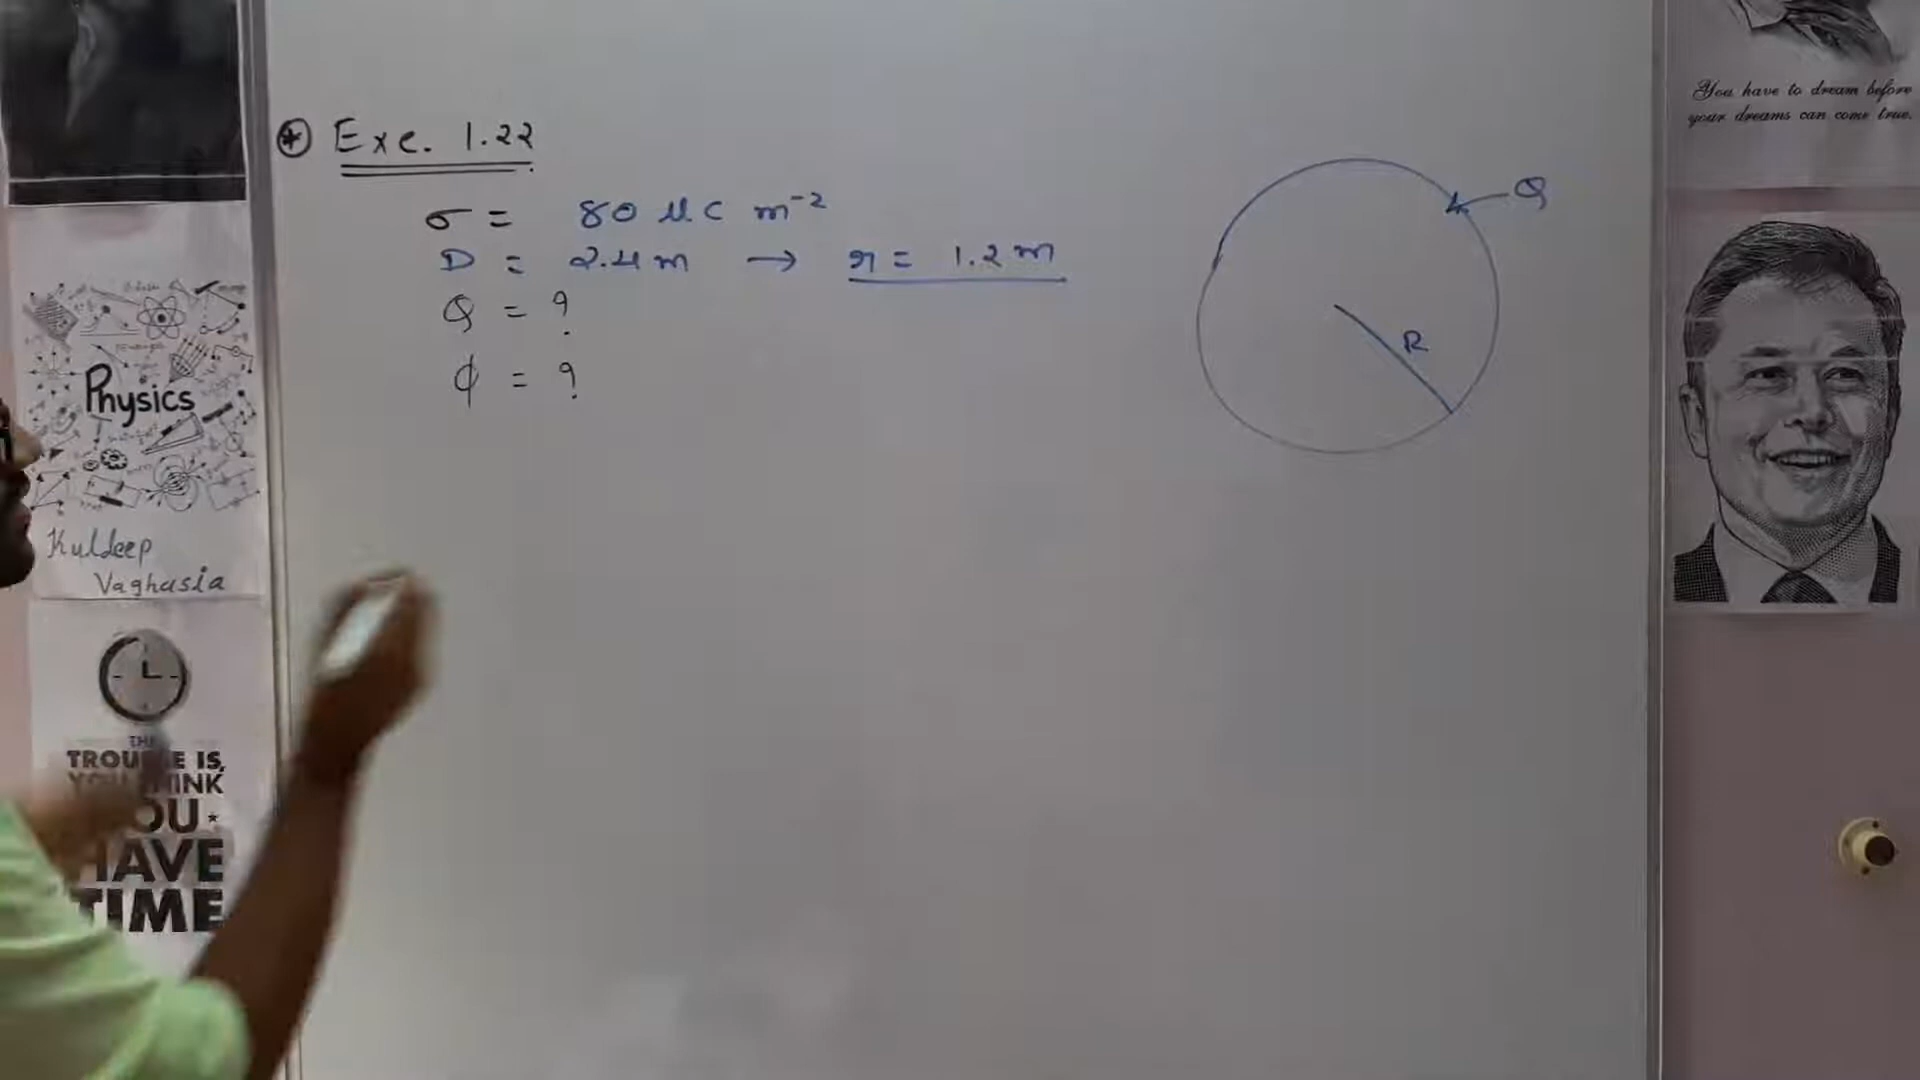 ⊛ Exc. 1.22
σ = 80 μC m⁻²
D = 2.4 m → r = 1.2 m
Q = ?
ϕ = ?
Q
R
Physics
Kuldeep
Vaghasia
THE
TROUBLE IS,
YOU THINK
YOU
HAVE
TIME
You have to dream before
your dreams can come true.